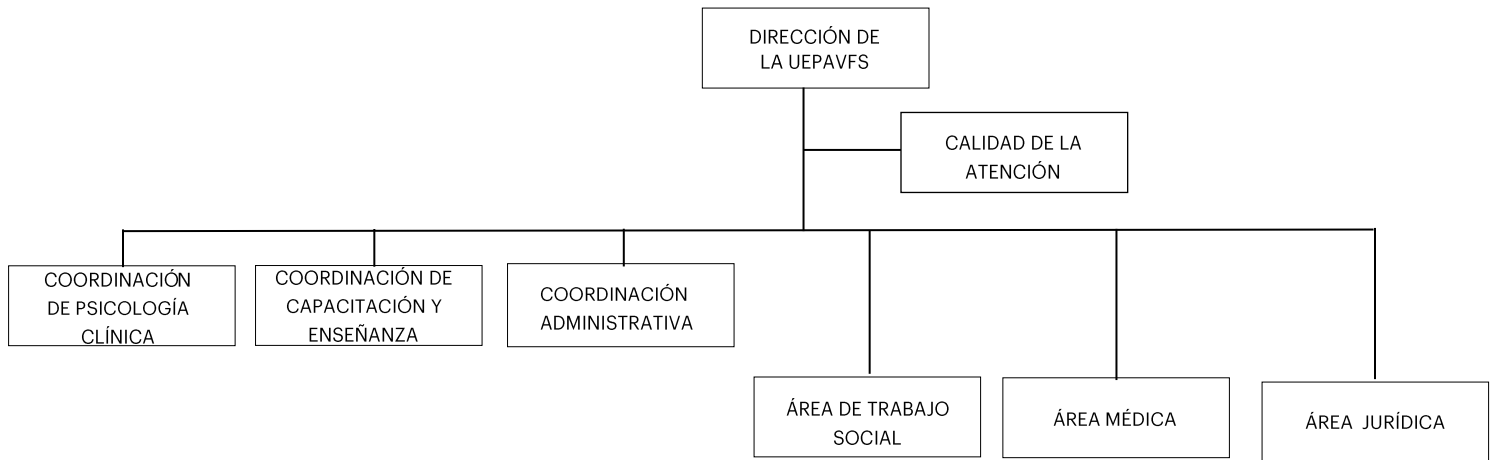 DIRECCIÓN DE
LA UEPAVFS
CALIDAD DE LA
ATENCIÓN
COORDINACIÓN
DE PSICOLOGÍA
CLÍNICA
COORDINACIÓN DE
CAPACITACIÓN Y
ENSEÑANZA
COORDINACIÓN
ADMINISTRATIVA
ÁREA DE TRABAJO
SOCIAL
ÁREA MÉDICA
ÁREA JURÍDICA